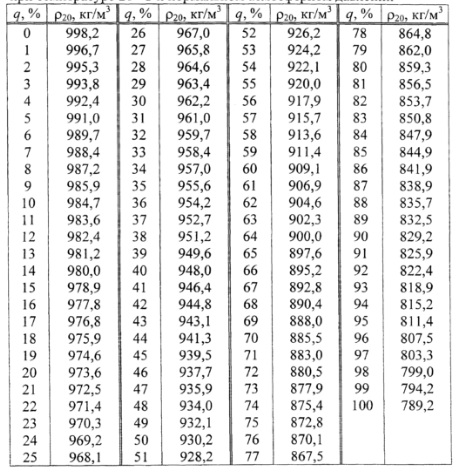 q, % ρ20, кг/м³ q, % ρ20, кг/м³ q, % ρ20, кг/м³ q, % ρ20, кг/м³
0 998,2 26 967,0 52 926,2 78 864,8
1 996,7 27 965,8 53 924,2 79 862,0
2 995,3 28 964,6 54 922,1 80 859,3
3 993,8 29 963,4 55 920,0 81 856,5
4 992,4 30 962,2 56 917,9 82 853,7
5 991,0 31 961,0 57 915,7 83 850,8
6 989,7 32 959,7 58 913,6 84 847,9
7 988,4 33 958,4 59 911,4 85 844,9
8 987,2 34 957,0 60 909,1 86 841,9
9 985,9 35 955,6 61 906,9 87 838,9
10 984,7 36 954,2 62 904,6 88 835,7
11 983,6 37 952,7 63 902,3 89 832,5
12 982,4 38 951,2 64 900,0 90 829,2
13 981,2 39 949,6 65 897,6 91 825,9
14 980,0 40 948,0 66 895,2 92 822,4
15 978,9 41 946,4 67 892,8 93 818,9
16 977,8 42 944,8 68 890,4 94 815,2
17 976,8 43 943,1 69 888,0 95 811,4
18 975,9 44 941,3 70 885,5 96 807,5
19 974,6 45 939,5 71 883,0 97 803,3
20 973,6 46 937,7 72 880,5 98 799,0
21 972,5 47 935,9 73 877,9 99 794,2
22 971,4 48 934,0 74 875,4 100 789,2
23 970,3 49 932,1 75 872,8
24 969,2 50 930,2 76 870,1
25 968,1 51 928,2 77 867,5